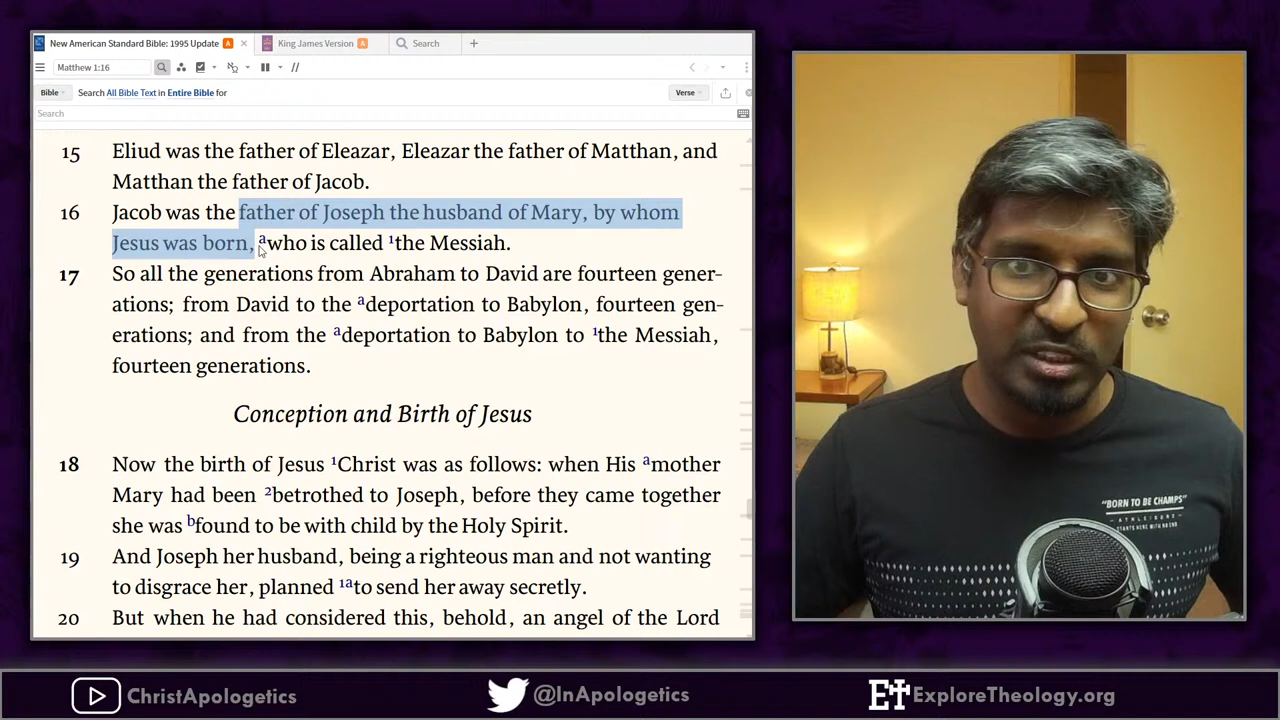 New American Standard Bible: 1995 Update A × King James Version A Search +
Matthew 1:16
Bible Search All Bible Text in Entire Bible for Verse
Search
15 Eliud was the father of Eleazar, Eleazar the father of Matthan, and
Matthan the father of Jacob.
16 Jacob was the father of Joseph the husband of Mary, by whom
Jesus was born, ᵃwho is called ¹the Messiah.
17 So all the generations from Abraham to David are fourteen gener-
ations; from David to the ᵃdeportation to Babylon, fourteen gen-
erations; and from the ᵃdeportation to Babylon to ¹the Messiah,
fourteen generations.
Conception and Birth of Jesus
18 Now the birth of Jesus ¹Christ was as follows: when His ᵃmother
Mary had been ²betrothed to Joseph, before they came together
she was ᵇfound to be with child by the Holy Spirit.
19 And Joseph her husband, being a righteous man and not wanting
to disgrace her, planned ¹ᵃto send her away secretly.
20 But when he had considered this, behold, an angel of the Lord
"BORN TO BE CHAMPS"
ChristApologetics
@InApologetics
ET ExploreTheology.org